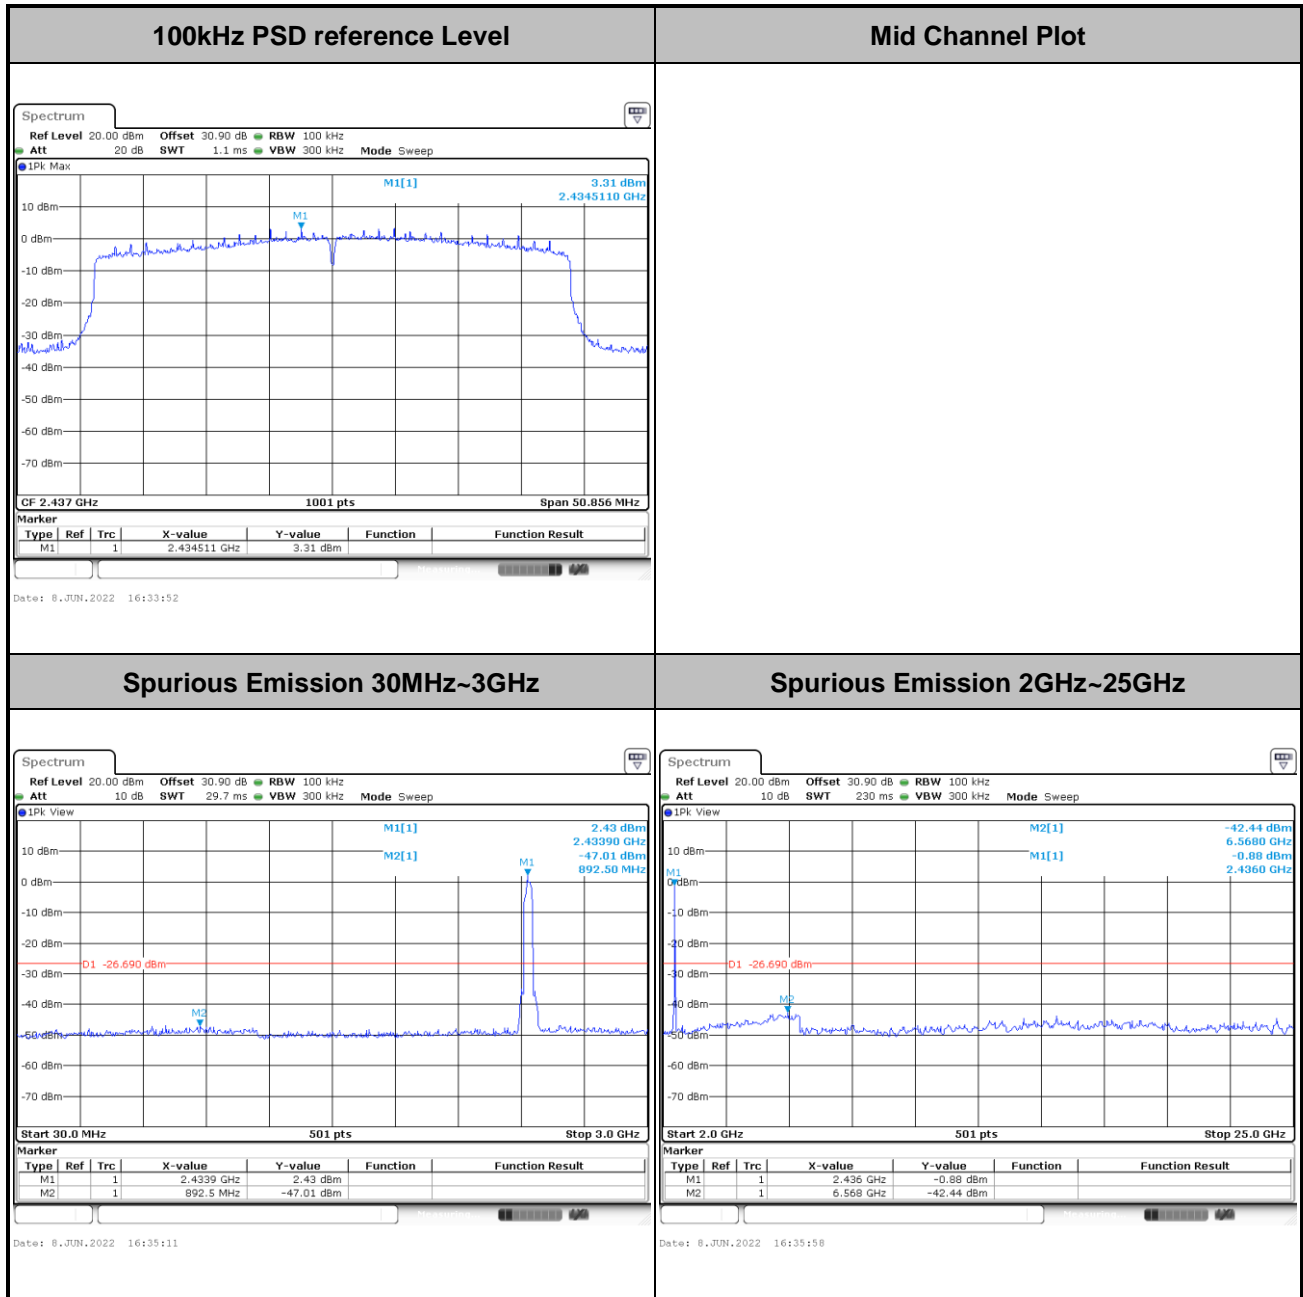 100kHz PSD reference Level
Mid Channel Plot
Spectrum
Ref Level 20.00 dBm Offset 30.90 dB RBW 100 kHz
Att 20 dB SWT 1.1 ms VBW 300 kHz Mode Sweep
1Pk Max
M1[1] 3.31 dBm
2.4345110 GHz
M1
10 dBm
0 dBm
-10 dBm
-20 dBm
-30 dBm
-40 dBm
-50 dBm
-60 dBm
-70 dBm
CF 2.437 GHz 1001 pts Span 50.856 MHz
Marker
Type Ref Trc X-value Y-value Function Function Result
M1 1 2.434511 GHz 3.31 dBm
Date: 8.JUN.2022 16:33:52
Spurious Emission 30MHz~3GHz
Spurious Emission 2GHz~25GHz
Spectrum
Ref Level 20.00 dBm Offset 30.90 dB RBW 100 kHz
Att 10 dB SWT 29.7 ms VBW 300 kHz Mode Sweep
1Pk View
M1[1] 2.43 dBm
2.43390 GHz
M2[1] -47.01 dBm
892.50 MHz
M1
10 dBm
0 dBm
-10 dBm
-20 dBm
D1 -26.690 dBm
-30 dBm
-40 dBm
M2
-50 dBm
-60 dBm
-70 dBm
Start 30.0 MHz 501 pts Stop 3.0 GHz
Marker
Type Ref Trc X-value Y-value Function Function Result
M1 1 2.4339 GHz 2.43 dBm
M2 1 892.5 MHz -47.01 dBm
Date: 8.JUN.2022 16:35:11
Spectrum
Ref Level 20.00 dBm Offset 30.90 dB RBW 100 kHz
Att 10 dB SWT 230 ms VBW 300 kHz Mode Sweep
1Pk View
M2[1] -42.44 dBm
6.5680 GHz
M1[1] -0.88 dBm
2.4360 GHz
10 dBm
M1
0 dBm
-10 dBm
-20 dBm
D1 -26.690 dBm
-30 dBm
-40 dBm
M2
-50 dBm
-60 dBm
-70 dBm
Start 2.0 GHz 501 pts Stop 25.0 GHz
Marker
Type Ref Trc X-value Y-value Function Function Result
M1 1 2.436 GHz -0.88 dBm
M2 1 6.568 GHz -42.44 dBm
Date: 8.JUN.2022 16:35:58